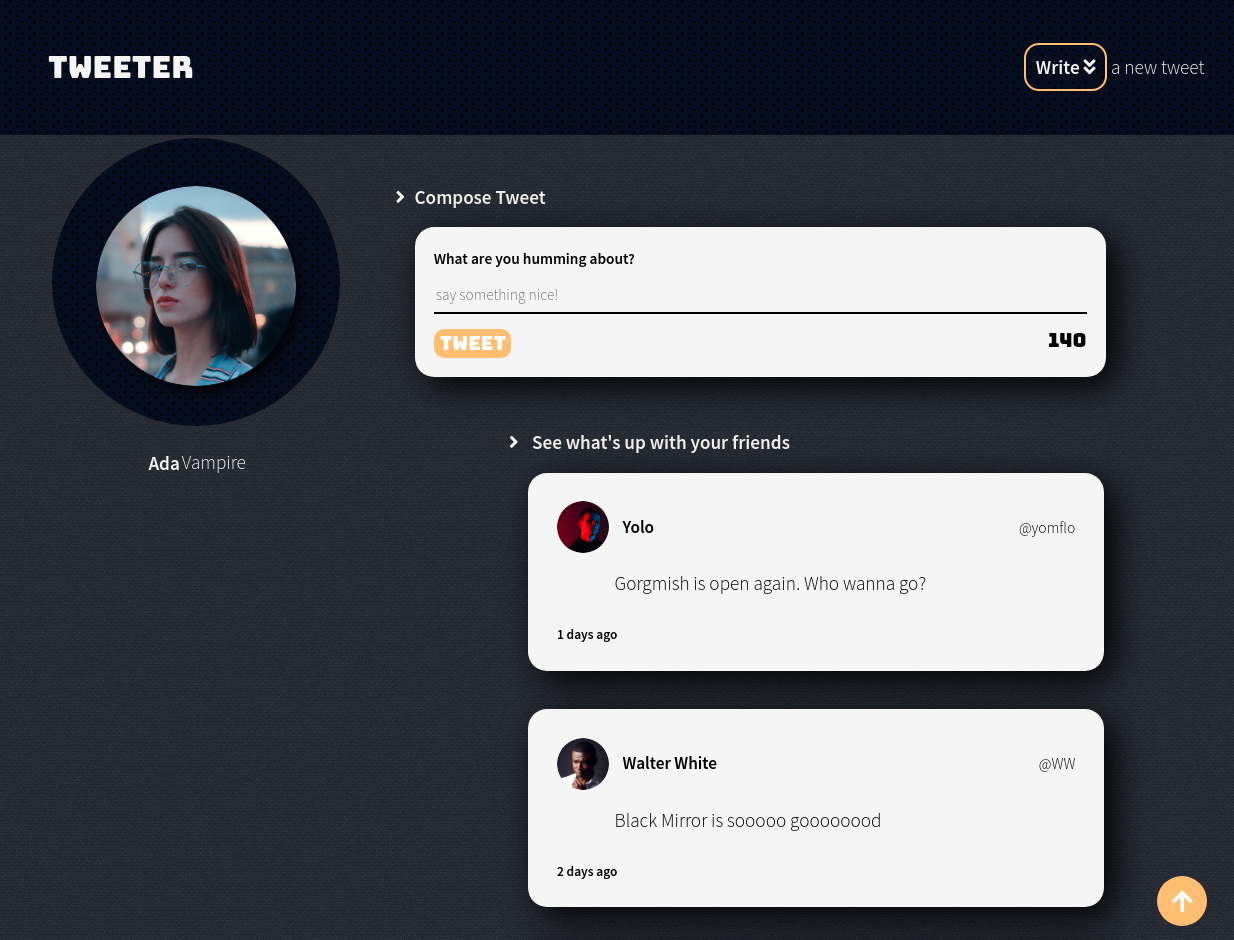 TWEETER
Write a new tweet
Compose Tweet
What are you humming about?
say something nice!
TWEET 140
Ada Vampire
See what's up with your friends
Yolo @yomflo
Gorgmish is open again. Who wanna go?
1 days ago
Walter White @WW
Black Mirror is sooooo goooooood
2 days ago